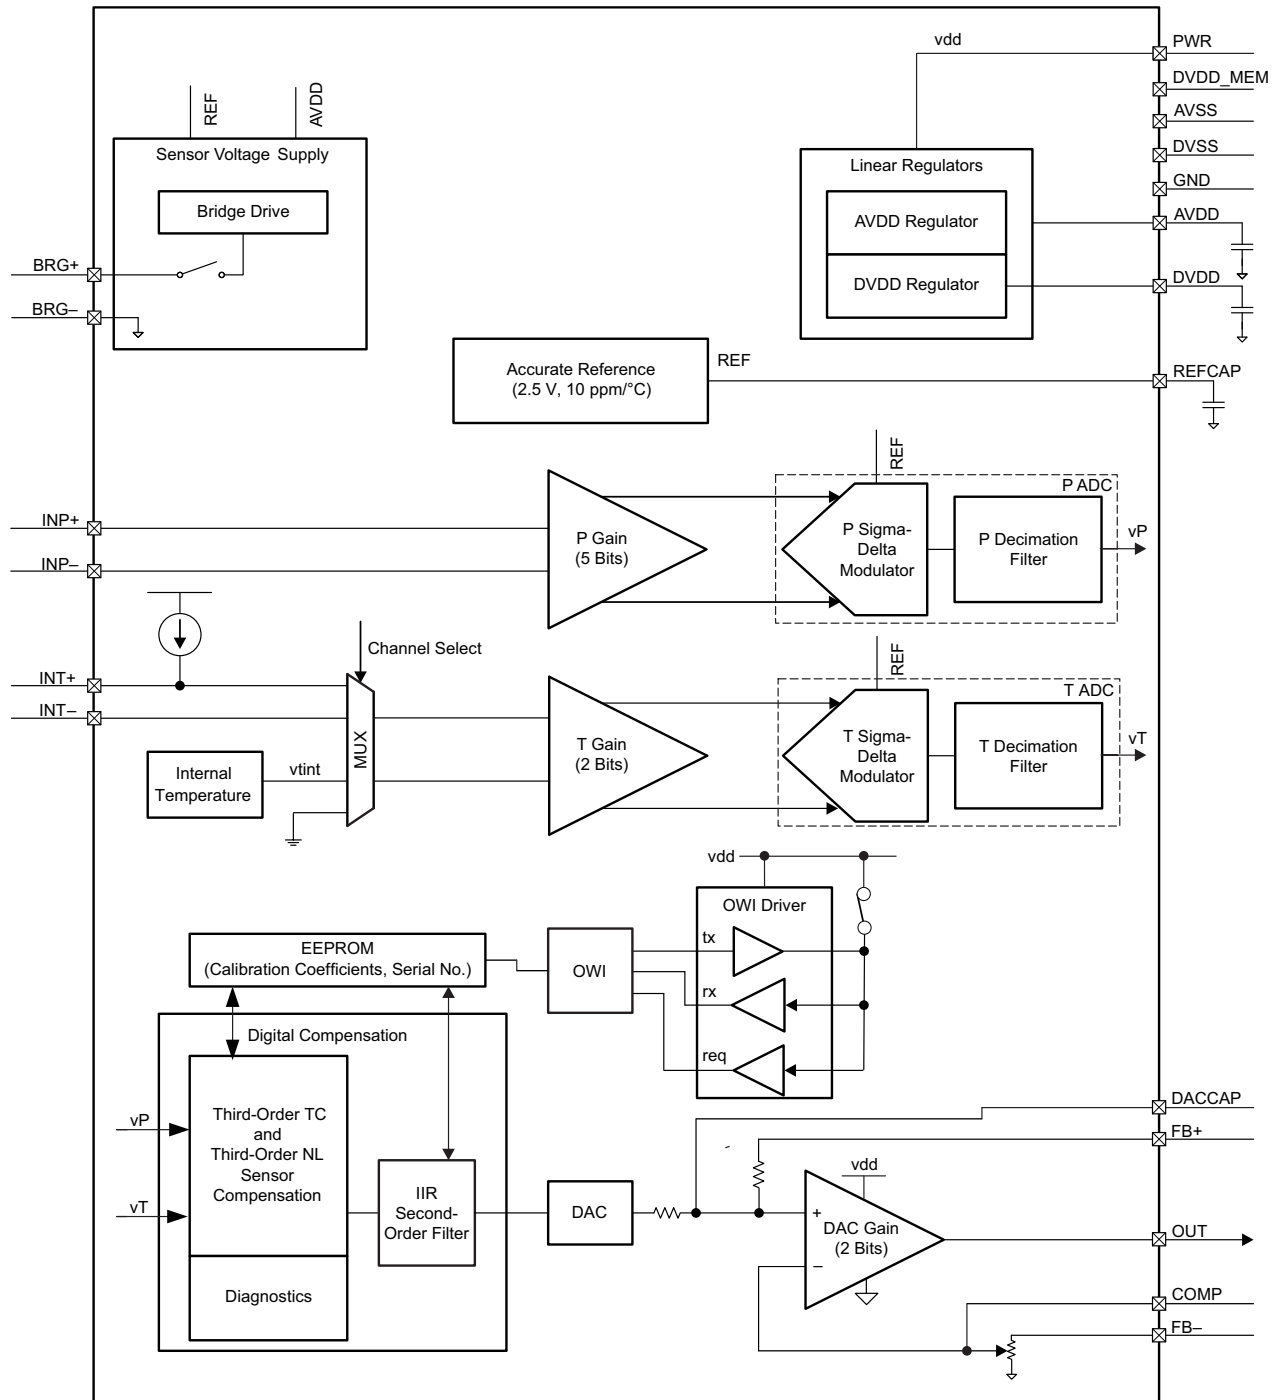 vdd
PWR
DVDD_MEM
AVSS
DVSS
GND
AVDD
DVDD
REFCAP
REF
AVDD
Sensor Voltage Supply
Bridge Drive
BRG+
BRG–
Linear Regulators
AVDD Regulator
DVDD Regulator
Accurate Reference
(2.5 V, 10 ppm/°C)
REF
INP+
INP–
P Gain
(5 Bits)
REF
P ADC
P Sigma-
Delta
Modulator
P Decimation
Filter
vP
Channel Select
INT+
INT–
MUX
Internal
Temperature
vtint
T Gain
(2 Bits)
REF
T ADC
T Sigma-
Delta
Modulator
T Decimation
Filter
vT
vdd
OWI Driver
tx
rx
req
OWI
EEPROM
(Calibration Coefficients, Serial No.)
Digital Compensation
vP
vT
Third-Order TC
and
Third-Order NL
Sensor
Compensation
Diagnostics
IIR
Second-
Order Filter
DAC
vdd
+
DAC Gain
(2 Bits)
–
DACCAP
FB+
OUT
COMP
FB–